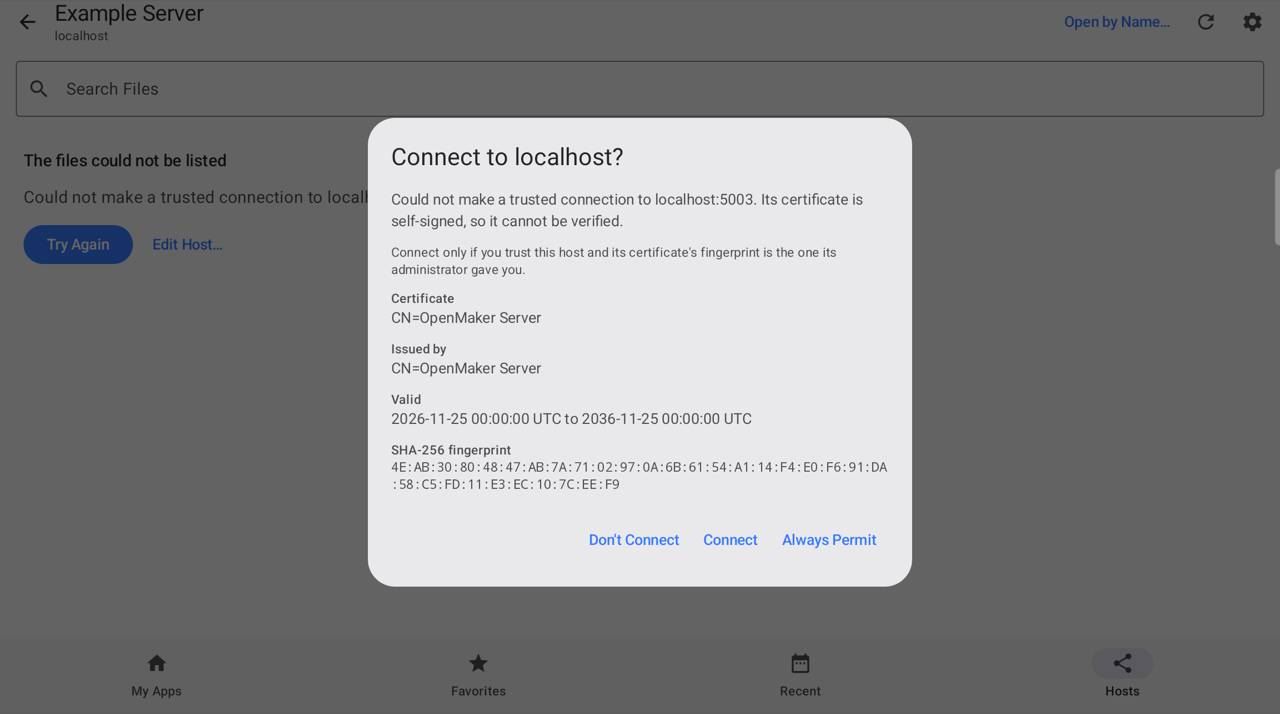 Example Server
localhost
Open by Name...
Search Files
The files could not be listed
Could not make a trusted connection to localh
Try Again
Edit Host...
Connect to localhost?
Could not make a trusted connection to localhost:5003. Its certificate is
self-signed, so it cannot be verified.
Connect only if you trust this host and its certificate's fingerprint is the one its
administrator gave you.
Certificate
CN=OpenMaker Server
Issued by
CN=OpenMaker Server
Valid
2026-11-25 00:00:00 UTC to 2036-11-25 00:00:00 UTC
SHA-256 fingerprint
4E:AB:30:80:48:47:AB:7A:71:02:97:0A:6B:61:54:A1:14:F4:E0:F6:91:DA
:58:C5:FD:11:E3:EC:10:7C:EE:F9
Don't Connect
Connect
Always Permit
My Apps
Favorites
Recent
Hosts